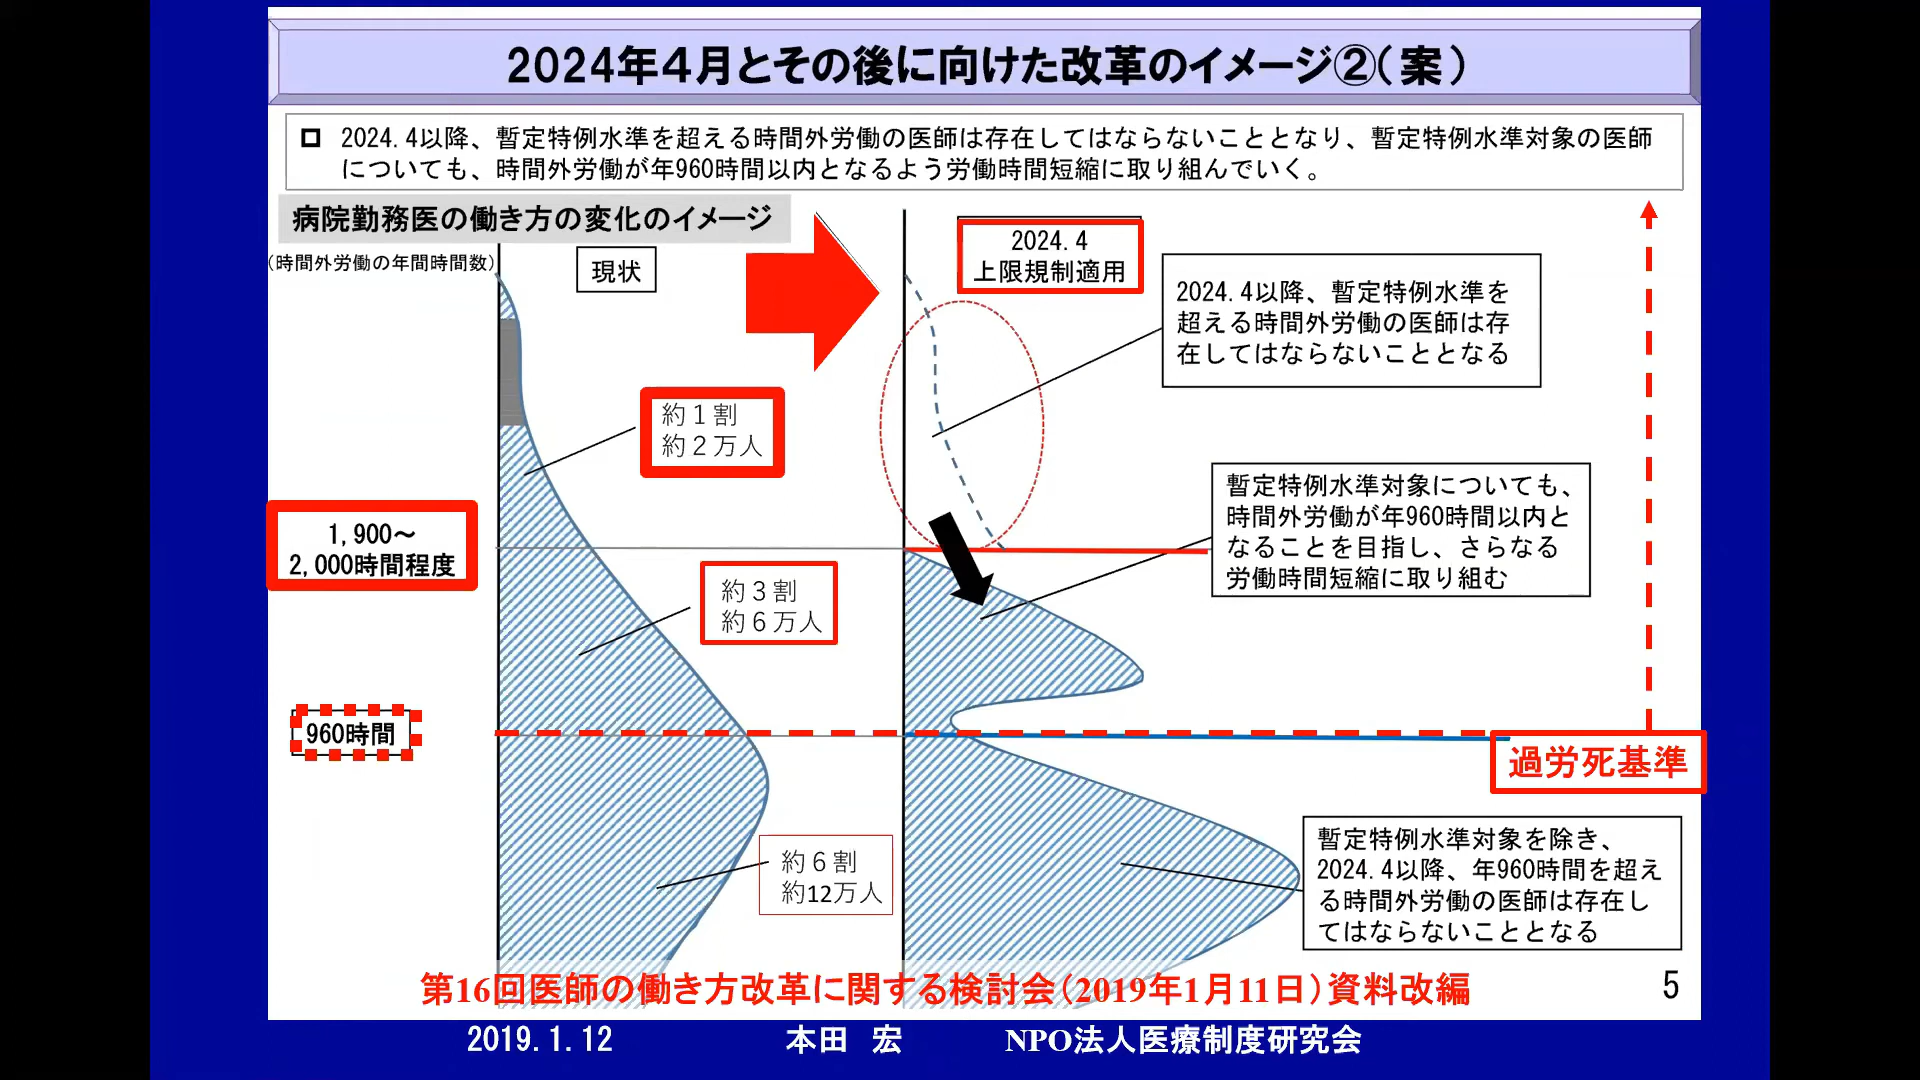 2024年4月とその後に向けた改革のイメージ②（案）
2024.4以降、暫定特例水準を超える時間外労働の医師は存在してはならないこととなり、暫定特例水準対象の医師
についても、時間外労働が年960時間以内となるよう労働時間短縮に取り組んでいく。
病院勤務医の働き方の変化のイメージ
（時間外労働の年間時間数）
現状
2024.4
上限規制適用
2024.4以降、暫定特例水準を
超える時間外労働の医師は存
在してはならないこととなる
約１割
約２万人
暫定特例水準対象についても、
時間外労働が年960時間以内と
なることを目指し、さらなる
労働時間短縮に取り組む
1,900～
2,000時間程度
約３割
約６万人
960時間
過労死基準
約６割
約12万人
暫定特例水準対象を除き、
2024.4以降、年960時間を超え
る時間外労働の医師は存在し
てはならないこととなる
第16回医師の働き方改革に関する検討会（2019年1月11日）資料改編
5
2019.1.12 本田 宏 NPO法人医療制度研究会